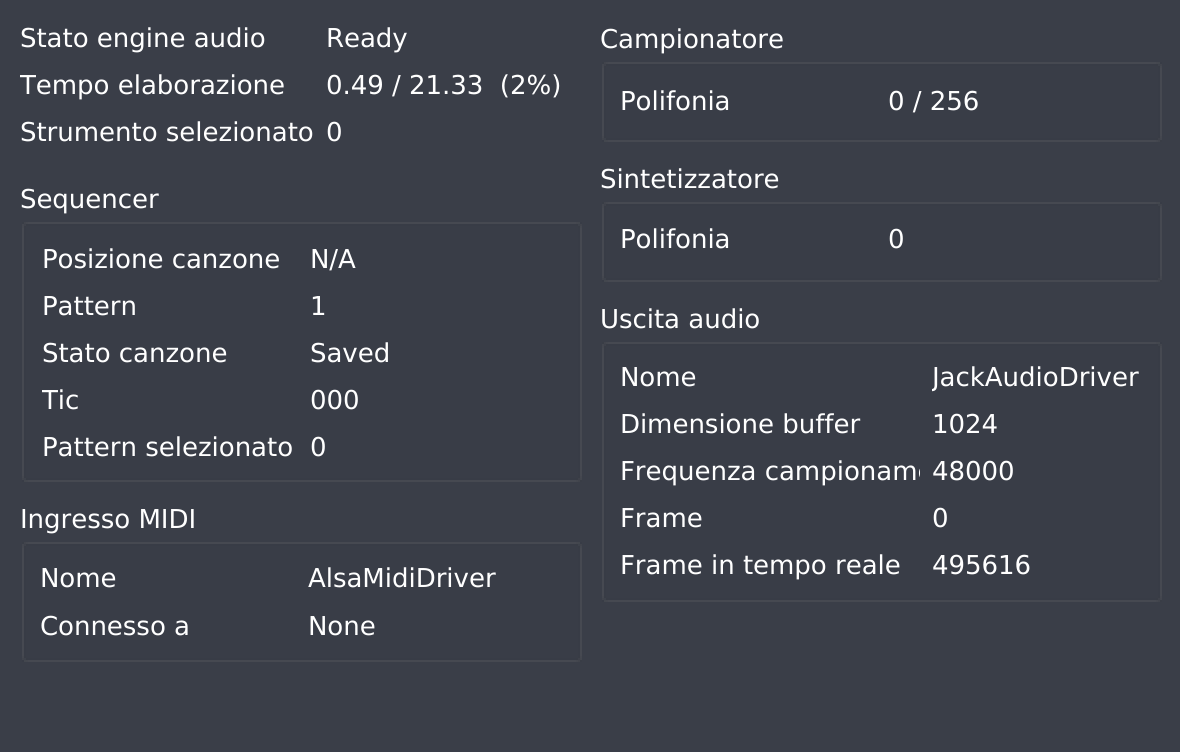 Stato engine audio Ready
Tempo elaborazione 0.49 / 21.33 (2%)
Strumento selezionato 0
Sequencer
Posizione canzone N/A
Pattern 1
Stato canzone Saved
Tic 000
Pattern selezionato 0
Ingresso MIDI
Nome AlsaMidiDriver
Connesso a None
Campionatore
Polifonia 0 / 256
Sintetizzatore
Polifonia 0
Uscita audio
Nome JackAudioDriver
Dimensione buffer 1024
Frequenza campionam 48000
Frame 0
Frame in tempo reale 495616